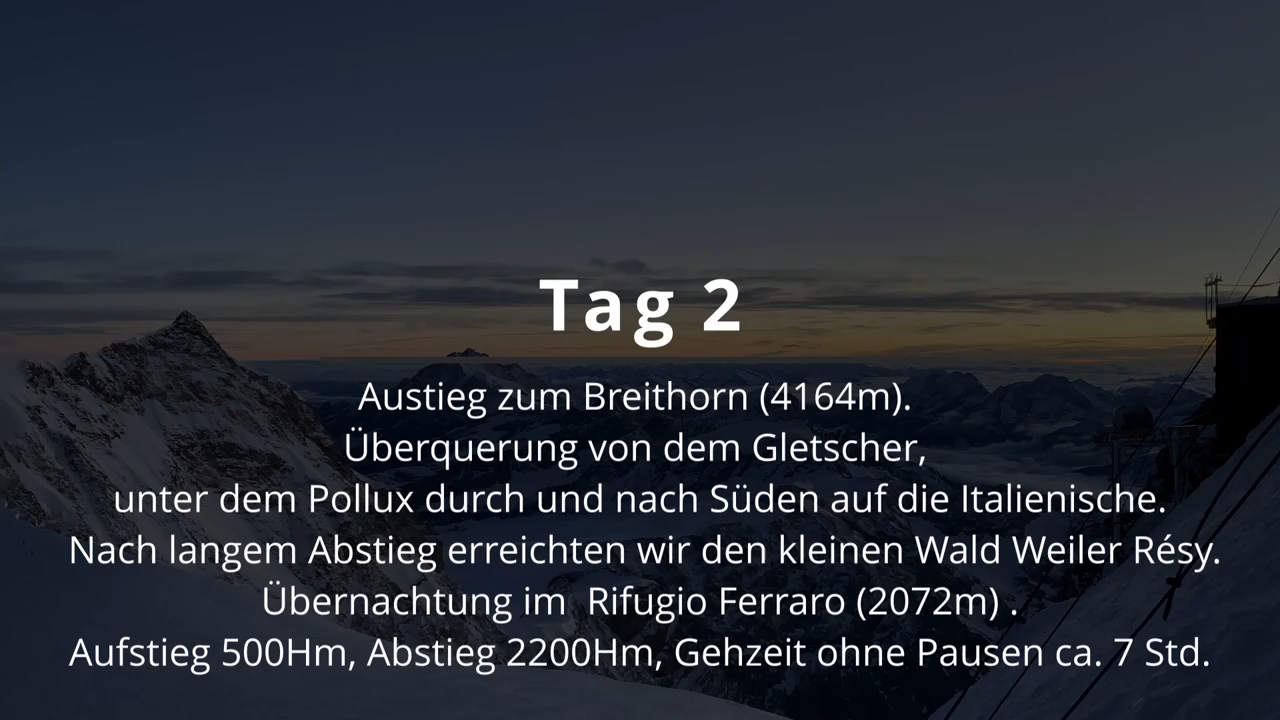 Tag 2
Austieg zum Breithorn (4164m).
Überquerung von dem Gletscher,
unter dem Pollux durch und nach Süden auf die Italienische.
Nach langem Abstieg erreichten wir den kleinen Wald Weiler Résy.
Übernachtung im  Rifugio Ferraro (2072m) .
Aufstieg 500Hm, Abstieg 2200Hm, Gehzeit ohne Pausen ca. 7 Std.